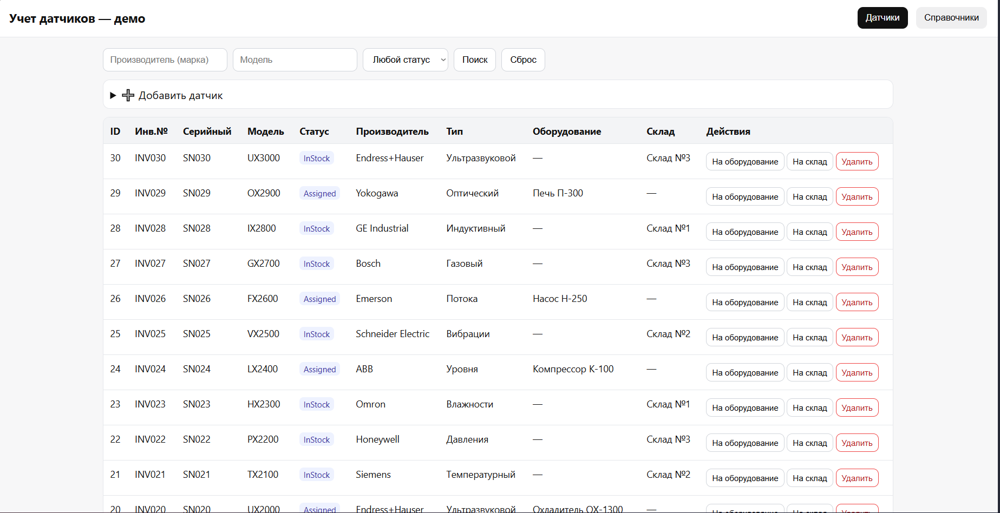 Учет датчиков — демо
Датчики
Справочники
Производитель (марка)
Модель
Любой статус
Поиск
Сброс
Добавить датчик
ID Инв.№ Серийный Модель Статус Производитель Тип Оборудование Склад Действия
30 INV030 SN030 UX3000 InStock Endress+Hauser Ультразвуковой — Склад №3 На оборудование На склад Удалить
29 INV029 SN029 OX2900 Assigned Yokogawa Оптический Печь П-300 — На оборудование На склад Удалить
28 INV028 SN028 IX2800 InStock GE Industrial Индуктивный — Склад №1 На оборудование На склад Удалить
27 INV027 SN027 GX2700 InStock Bosch Газовый — Склад №3 На оборудование На склад Удалить
26 INV026 SN026 FX2600 Assigned Emerson Потока Насос Н-250 — На оборудование На склад Удалить
25 INV025 SN025 VX2500 InStock Schneider Electric Вибрации — Склад №2 На оборудование На склад Удалить
24 INV024 SN024 LX2400 Assigned ABB Уровня Компрессор К-100 — На оборудование На склад Удалить
23 INV023 SN023 HX2300 InStock Omron Влажности — Склад №1 На оборудование На склад Удалить
22 INV022 SN022 PX2200 InStock Honeywell Давления — Склад №3 На оборудование На склад Удалить
21 INV021 SN021 TX2100 InStock Siemens Температурный — Склад №2 На оборудование На склад Удалить
20 INV020 SN020 UX2000 Assigned Endress+Hauser Ультразвуковой Охладитель ОХ-1300 — На оборудование На склад Удалить